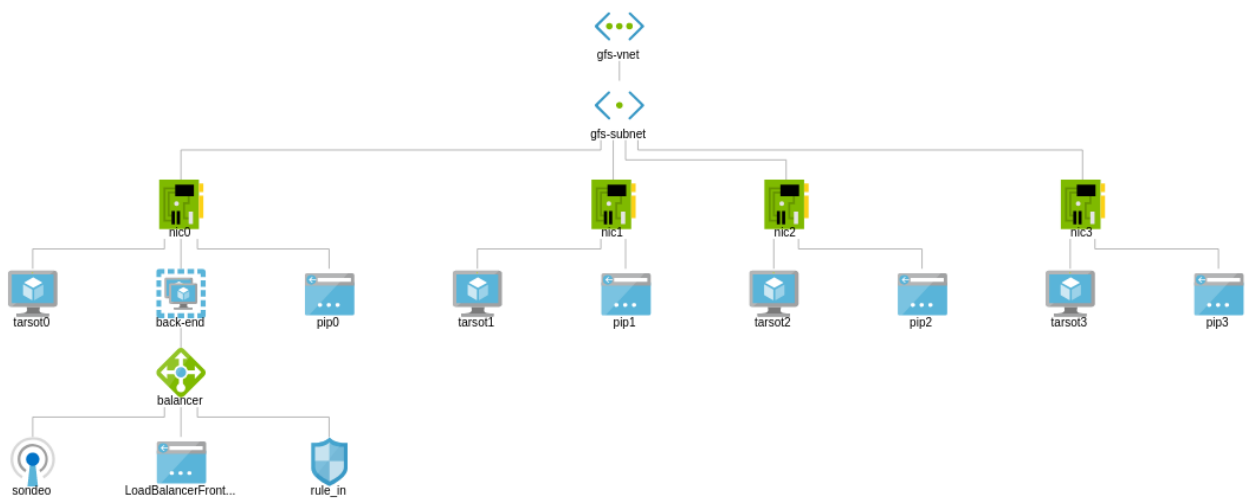 gfs-vnet
gfs-subnet
nic0
nic1
nic2
nic3
tarsot0
back-end
pip0
tarsot1
pip1
tarsot2
pip2
tarsot3
pip3
balancer
sondeo
LoadBalancerFront...
rule_in